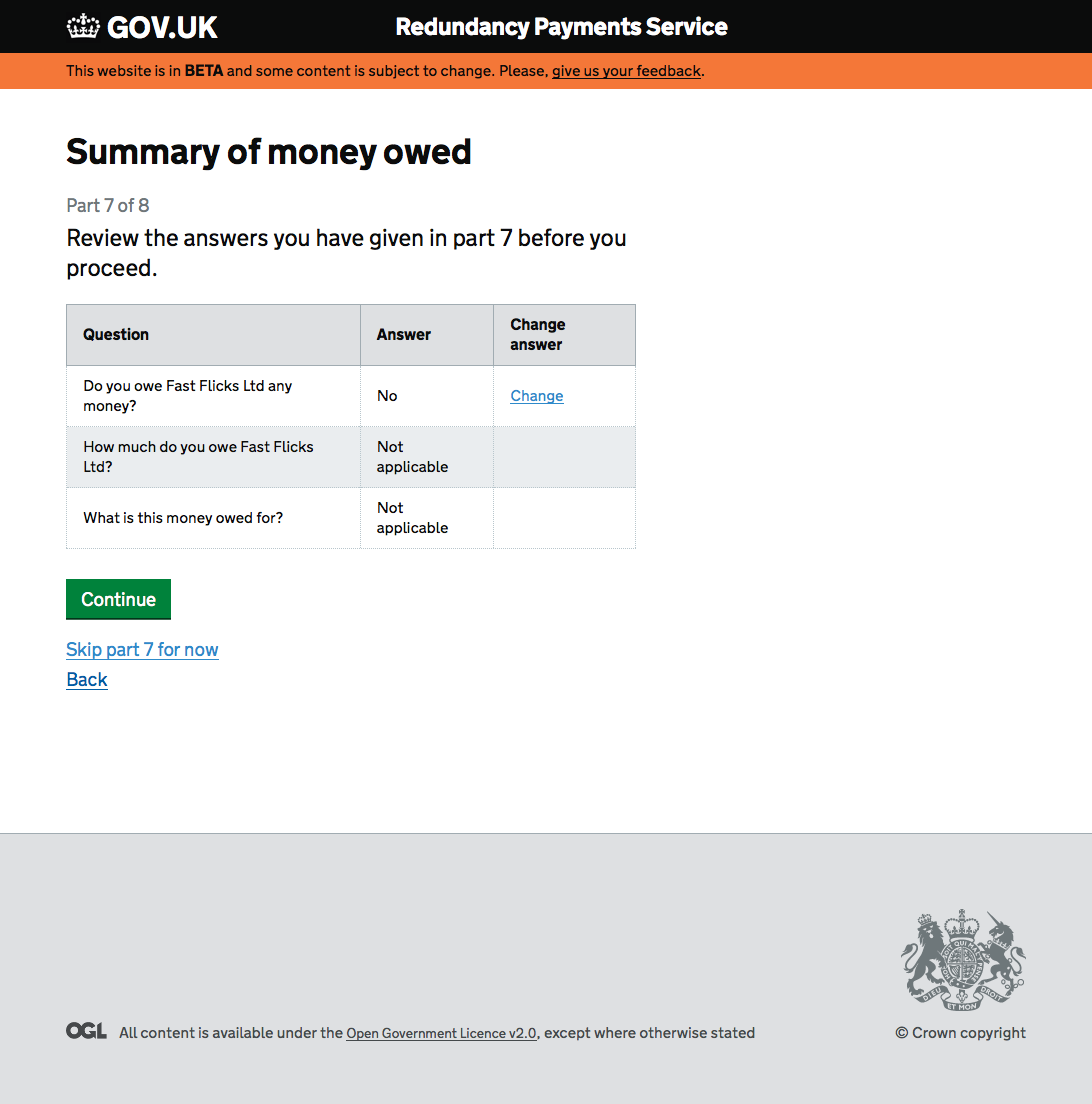 GOV.UK
Redundancy Payments Service
This website is in BETA and some content is subject to change. Please, give us your feedback.
Summary of money owed
Part 7 of 8
Review the answers you have given in part 7 before you
proceed.
Question Answer Change
answer
Do you owe Fast Flicks Ltd any
money?
No
Change
How much do you owe Fast Flicks
Ltd?
Not
applicable
What is this money owed for?
Not
applicable
Continue
Skip part 7 for now
Back
DIEU ET MON DROIT
OGL All content is available under the Open Government Licence v2.0, except where otherwise stated
© Crown copyright